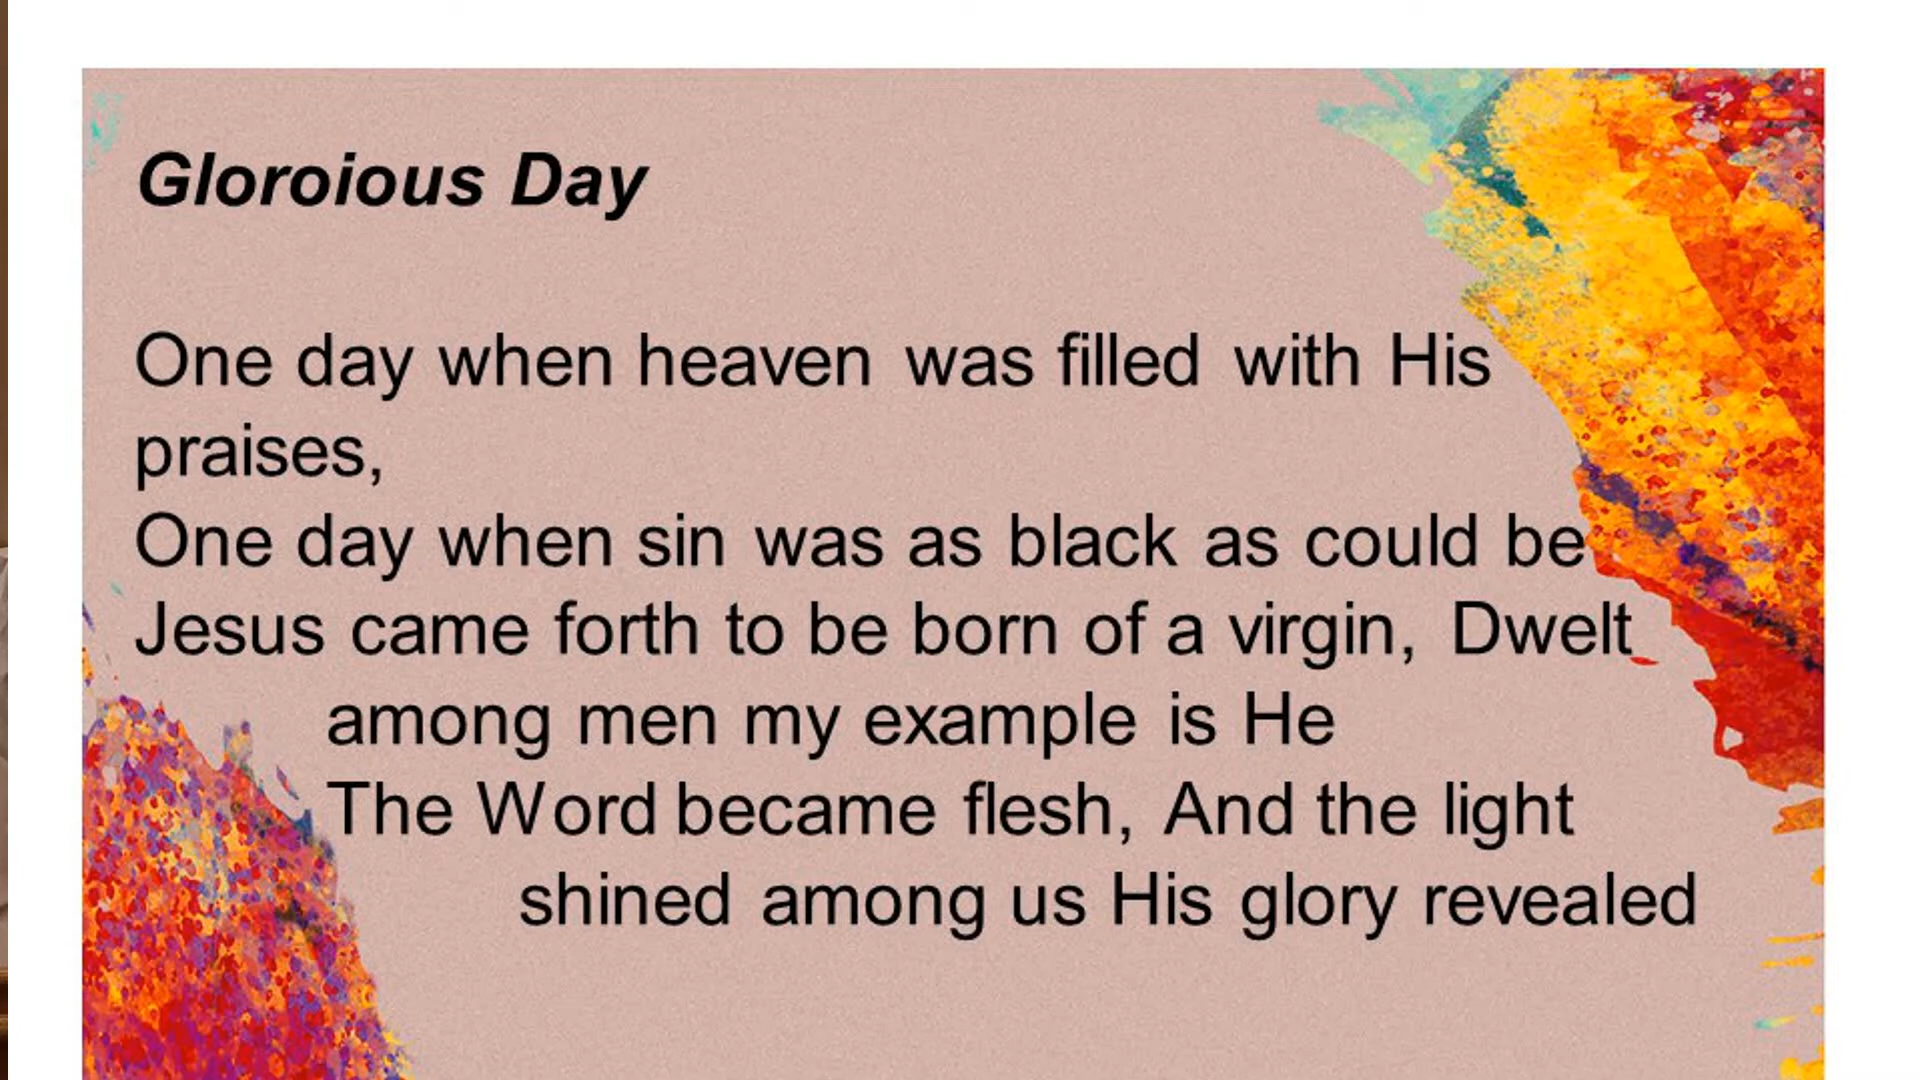 Gloroious Day
One day when heaven was filled with His
praises,
One day when sin was as black as could be
Jesus came forth to be born of a virgin, Dwelt
among men my example is He
The Word became flesh, And the light
shined among us His glory revealed